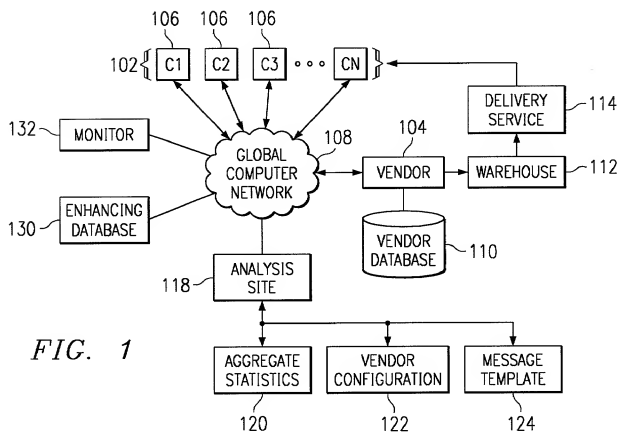 106 106 106
102 { C1 C2 C3 ° ° ° CN }
DELIVERY
SERVICE
114
132
MONITOR
GLOBAL
COMPUTER
NETWORK
108
104
VENDOR
WAREHOUSE
112
130
ENHANCING
DATABASE
VENDOR
DATABASE
110
118
ANALYSIS
SITE
FIG. 1
AGGREGATE
STATISTICS
VENDOR
CONFIGURATION
MESSAGE
TEMPLATE
120 122 124